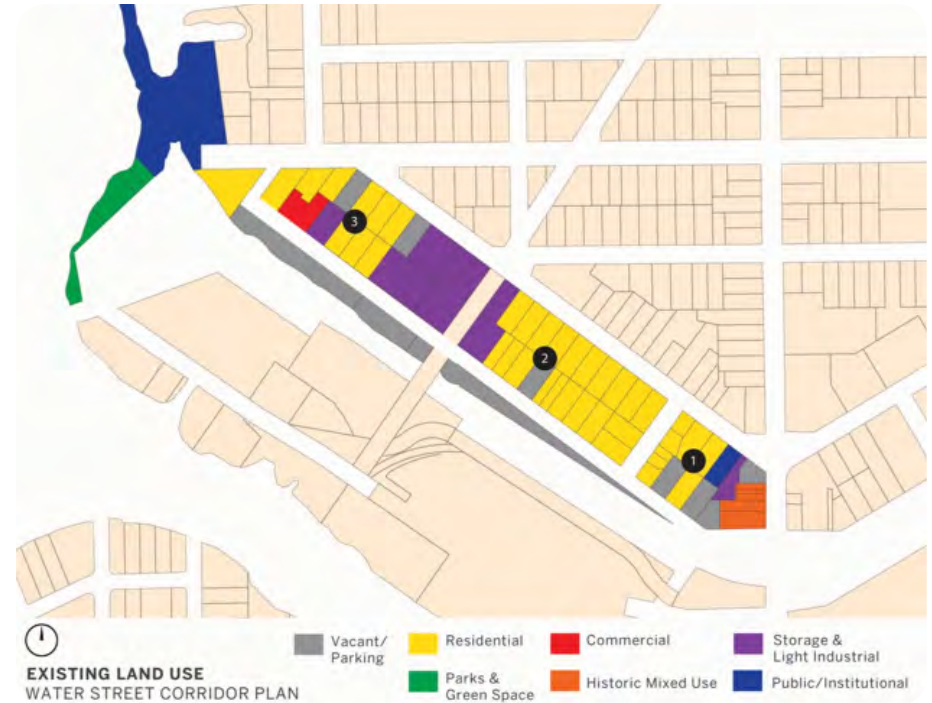 3
2
1
EXISTING LAND USE
WATER STREET CORRIDOR PLAN
Vacant/
Parking
Residential
Parks &
Green Space
Commercial
Historic Mixed Use
Storage &
Light Industrial
Public/Institutional